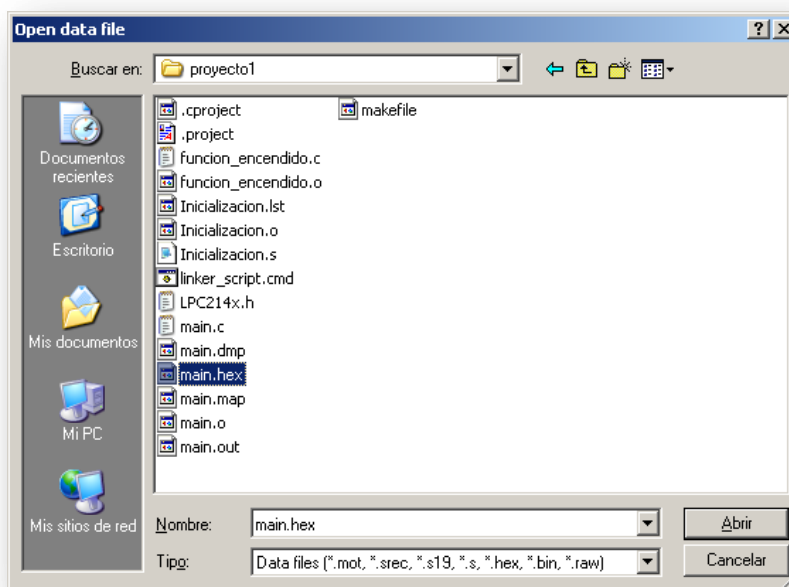 Open data file
Buscar en:
proyecto1
Documentos
recientes
Escritorio
Mis documentos
Mi PC
Mis sitios de red
.cproject
.project
funcion_encendido.c
funcion_encendido.o
Inicializacion.lst
Inicializacion.o
Inicializacion.s
linker_script.cmd
LPC214x.h
main.c
main.dmp
main.hex
main.map
main.o
main.out
makefile
Nombre:
main.hex
Abrir
Tipo:
Data files (*.mot, *.srec, *.s19, *.s, *.hex, *.bin, *.raw)
Cancelar